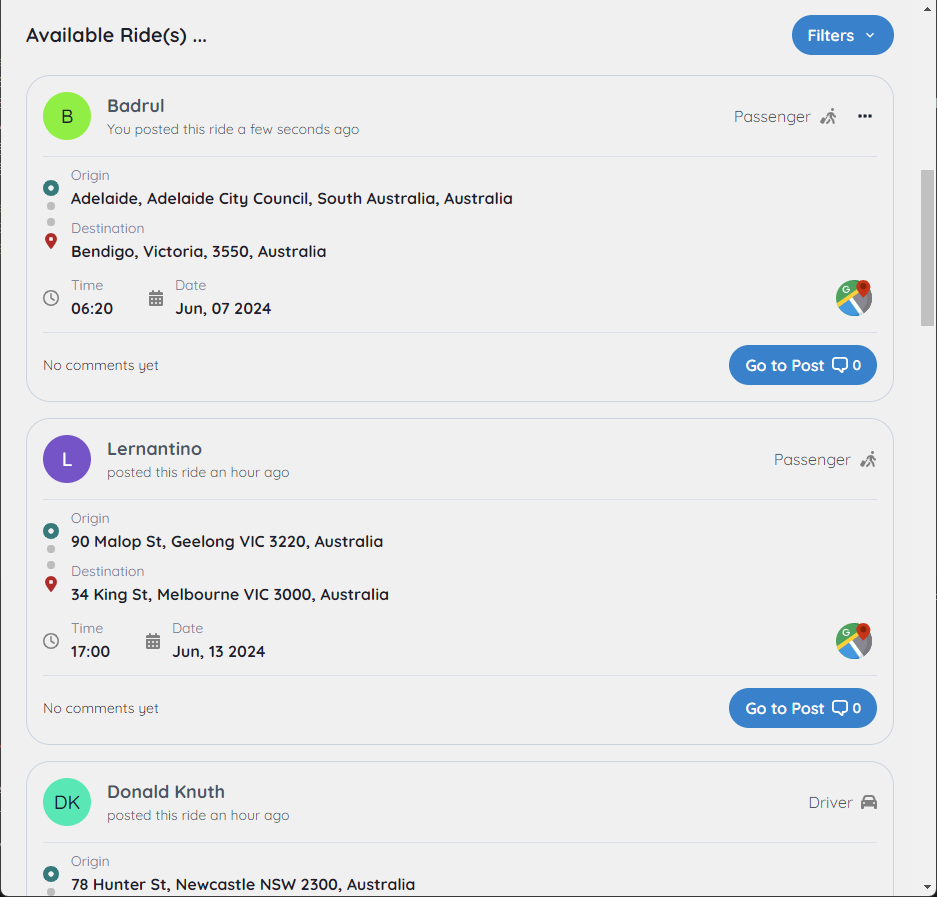 Available Ride(s) ...
Filters
B
Badrul
You posted this ride a few seconds ago
Passenger
Origin
Adelaide, Adelaide City Council, South Australia, Australia
Destination
Bendigo, Victoria, 3550, Australia
Time
Date
06:20
Jun, 07 2024
G
No comments yet
Go to Post 0
L
Lernantino
posted this ride an hour ago
Passenger
Origin
90 Malop St, Geelong VIC 3220, Australia
Destination
34 King St, Melbourne VIC 3000, Australia
Time
Date
17:00
Jun, 13 2024
G
No comments yet
Go to Post 0
DK
Donald Knuth
posted this ride an hour ago
Driver
Origin
78 Hunter St, Newcastle NSW 2300, Australia